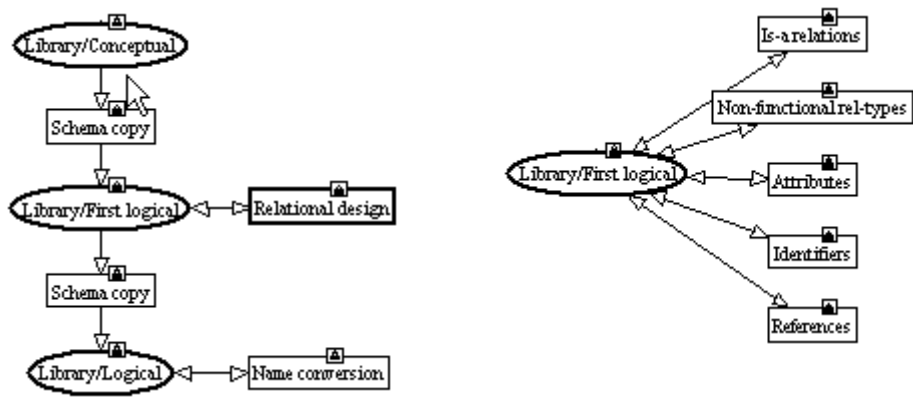 Library/Conceptual
Schema copy
Library/First logical
Relational design
Schema copy
Library/Logical
Name conversion
Is-a relations
Non-functional rel-types
Library/First logical
Attributes
Identifiers
References